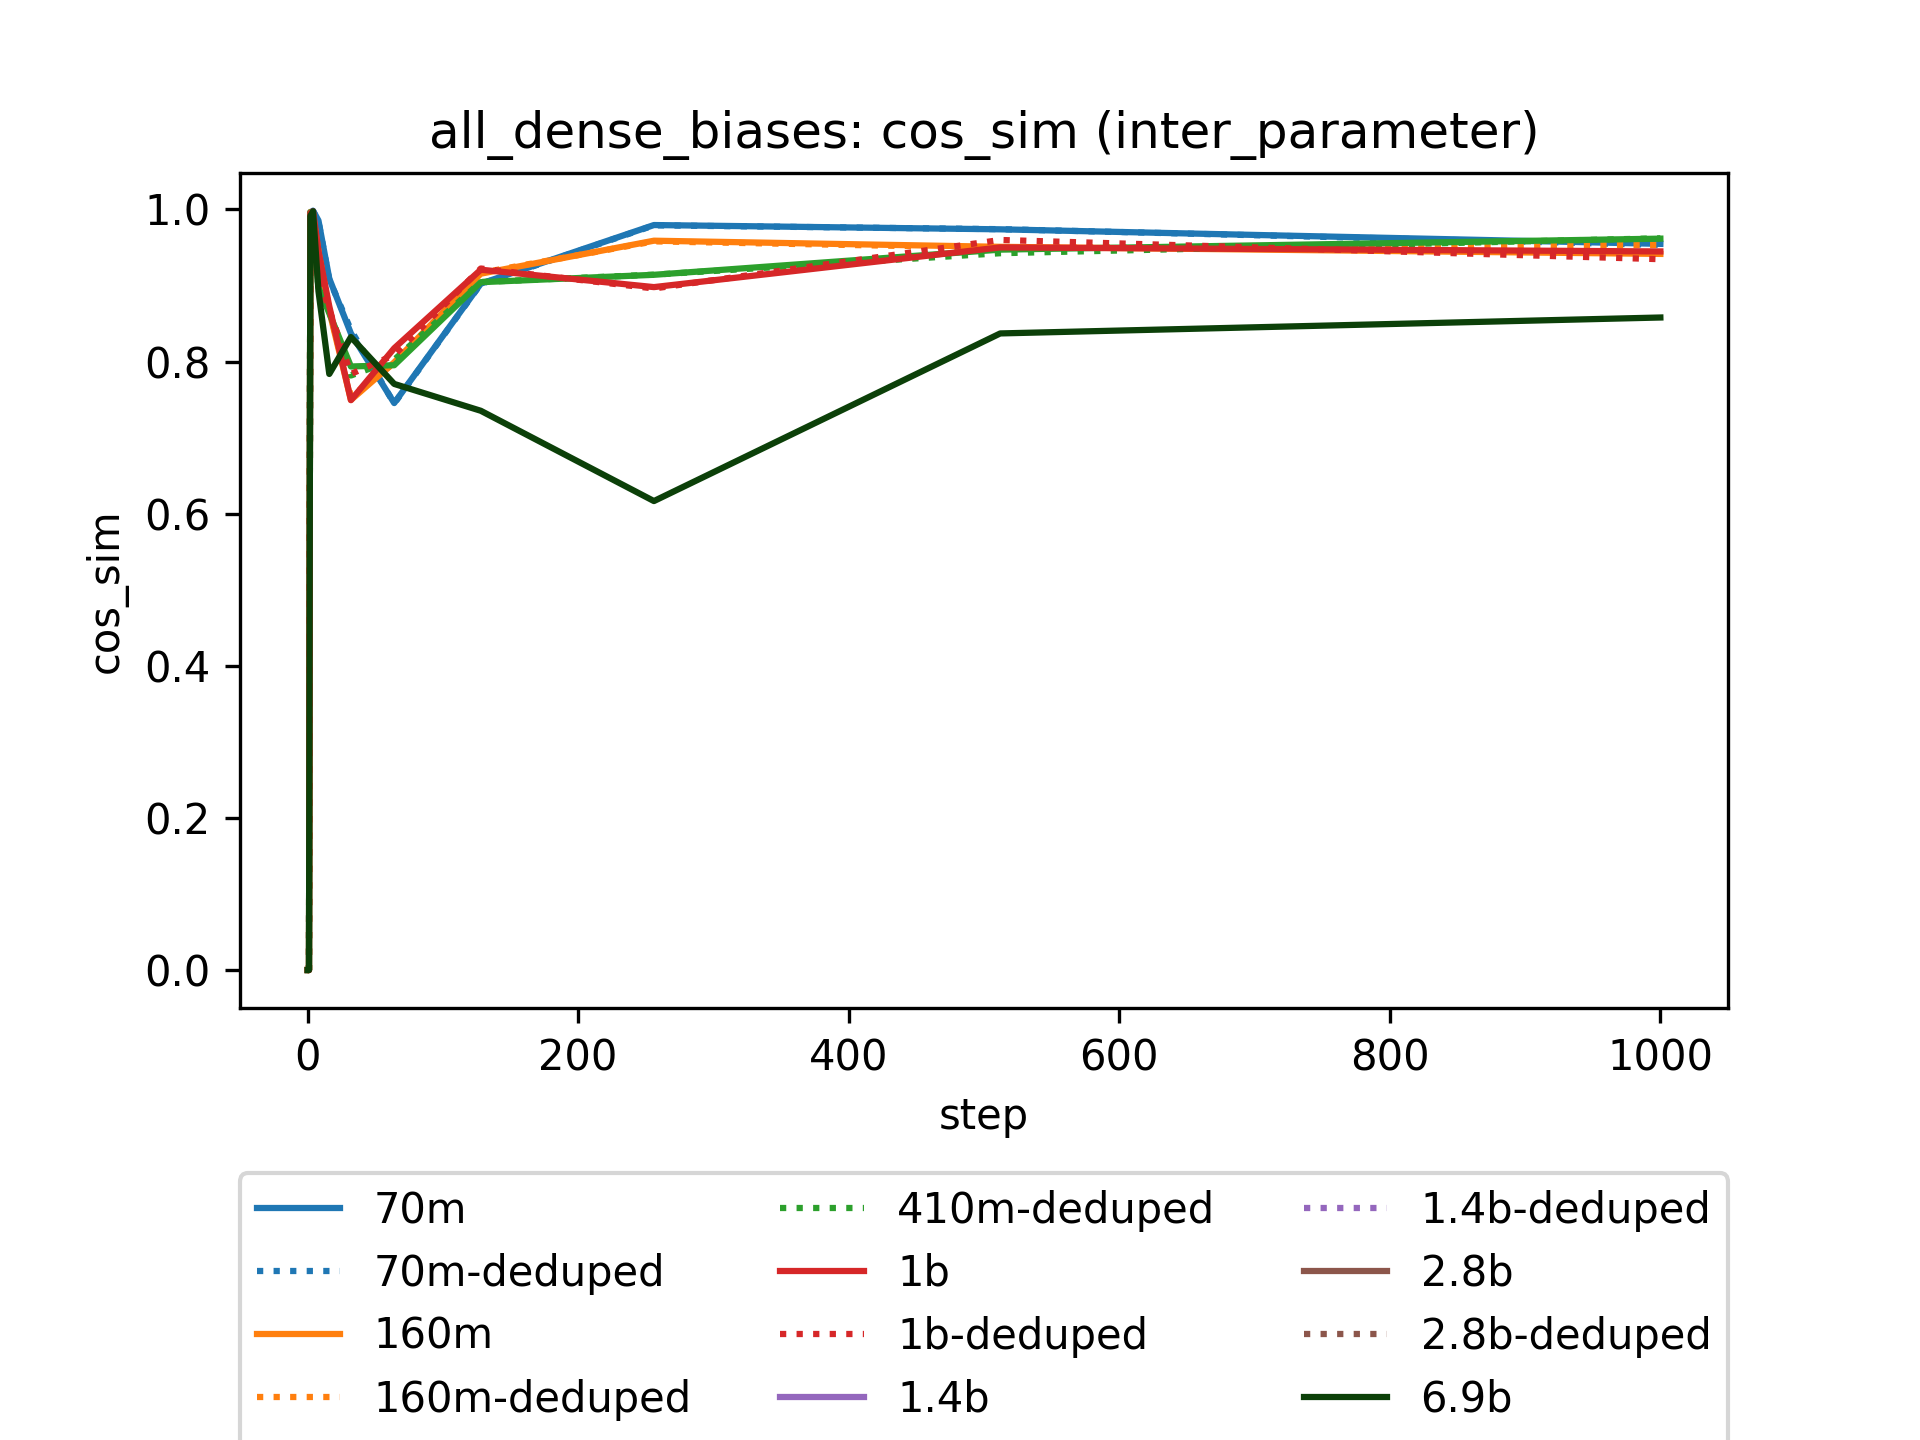 all_dense_biases: cos_sim (inter_parameter)
1.0
0.8
0.6
0.4
0.2
0.0
cos_sim
0 200 400 600 800 1000
step
70m
70m-deduped
160m
160m-deduped
410m-deduped
1b
1b-deduped
1.4b
1.4b-deduped
2.8b
2.8b-deduped
6.9b